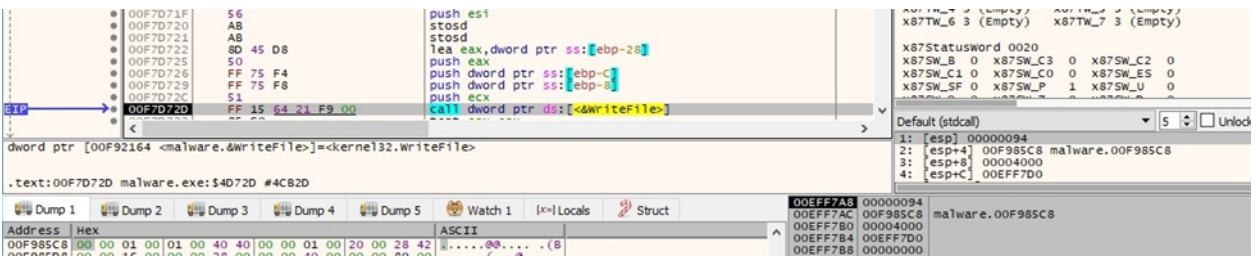 00F7D71F 56 push esi
00F7D720 AB stosd
00F7D721 AB stosd
00F7D722 8D 45 D8 lea eax,dword ptr ss:[ebp-28]
00F7D725 50 push eax
00F7D726 FF 75 F4 push dword ptr ss:[ebp-C]
00F7D729 FF 75 F8 push dword ptr ss:[ebp-8]
00F7D72C 51 push ecx
EIP 00F7D72D FF 15 64 21 F9 00 call dword ptr ds:[<&WriteFile>]
x87TW_6 3 (Empty) x87TW_7 3 (Empty)
x87StatusWord 0020
x87SW_B 0 x87SW_C3 0 x87SW_C2 0
x87SW_C1 0 x87SW_C0 0 x87SW_ES 0
x87SW_SF 0 x87SW_P 1 x87SW_U 0
Default (stdcall) 5 Unlock
1: [esp] 00000094
2: [esp+4] 00F985C8 malware.00F985C8
3: [esp+8] 00004000
4: [esp+C] 00EFF7D0
dword ptr [00F92164 <malware.&WriteFile>]=<kernel32.WriteFile>
.text:00F7D72D malware.exe:$4D72D #4CB2D
Dump 1 Dump 2 Dump 3 Dump 4 Dump 5 Watch 1 [x=] Locals Struct
Address Hex ASCII
00F985C8 00 00 01 00 01 00 40 40 00 00 01 00 20 00 28 42 ......@@.... .(B
00EFF7A8 00000094
00EFF7AC 00F985C8 malware.00F985C8
00EFF7B0 00004000
00EFF7B4 00EFF7D0
00EFF7B8 00000000